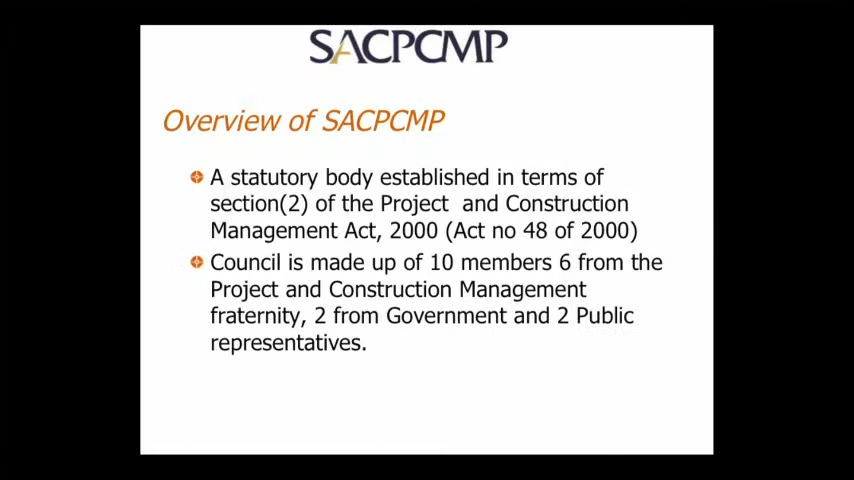 SACPCMP
Overview of SACPCMP
A statutory body established in terms of
section(2) of the Project and Construction
Management Act, 2000 (Act no 48 of 2000)
Council is made up of 10 members 6 from the
Project and Construction Management
fraternity, 2 from Government and 2 Public
representatives.